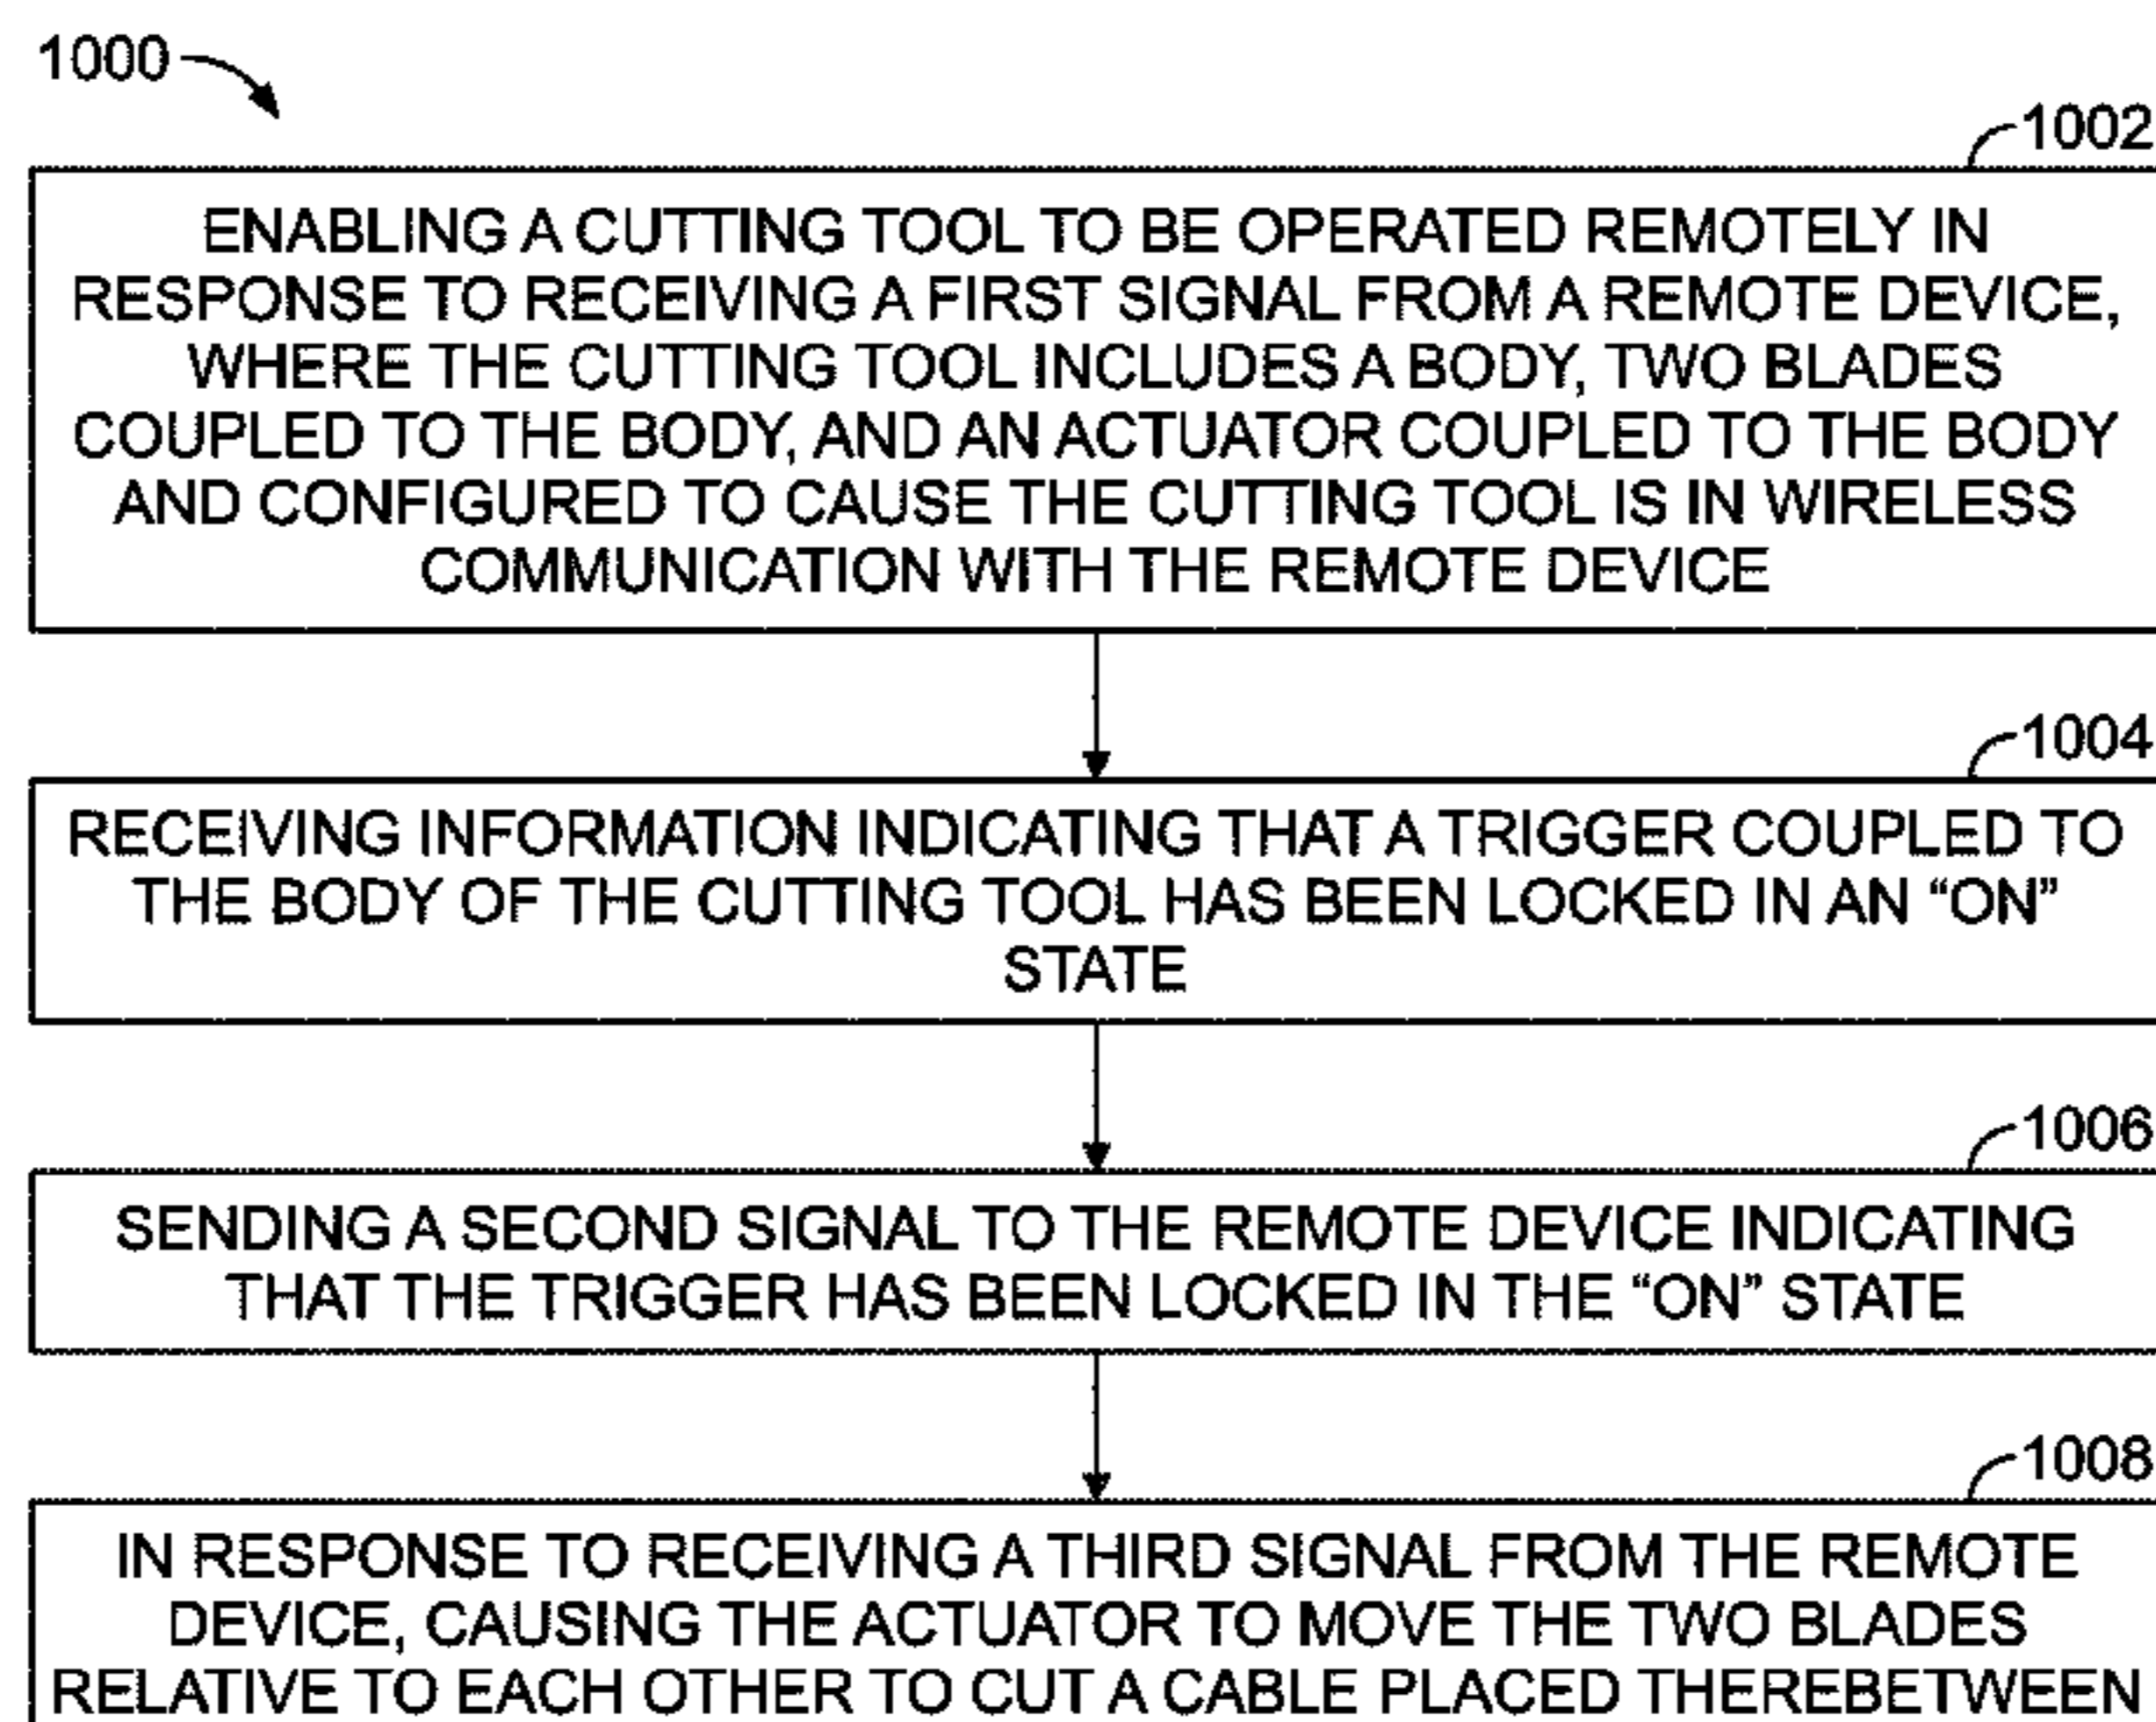 1000
1002
ENABLING A CUTTING TOOL TO BE OPERATED REMOTELY IN
RESPONSE TO RECEIVING A FIRST SIGNAL FROM A REMOTE DEVICE,
WHERE THE CUTTING TOOL INCLUDES A BODY, TWO BLADES
COUPLED TO THE BODY, AND AN ACTUATOR COUPLED TO THE BODY
AND CONFIGURED TO CAUSE THE CUTTING TOOL IS IN WIRELESS
COMMUNICATION WITH THE REMOTE DEVICE
1004
RECEIVING INFORMATION INDICATING THAT A TRIGGER COUPLED TO
THE BODY OF THE CUTTING TOOL HAS BEEN LOCKED IN AN “ON”
STATE
1006
SENDING A SECOND SIGNAL TO THE REMOTE DEVICE INDICATING
THAT THE TRIGGER HAS BEEN LOCKED IN THE “ON” STATE
1008
IN RESPONSE TO RECEIVING A THIRD SIGNAL FROM THE REMOTE
DEVICE, CAUSING THE ACTUATOR TO MOVE THE TWO BLADES
RELATIVE TO EACH OTHER TO CUT A CABLE PLACED THEREBETWEEN